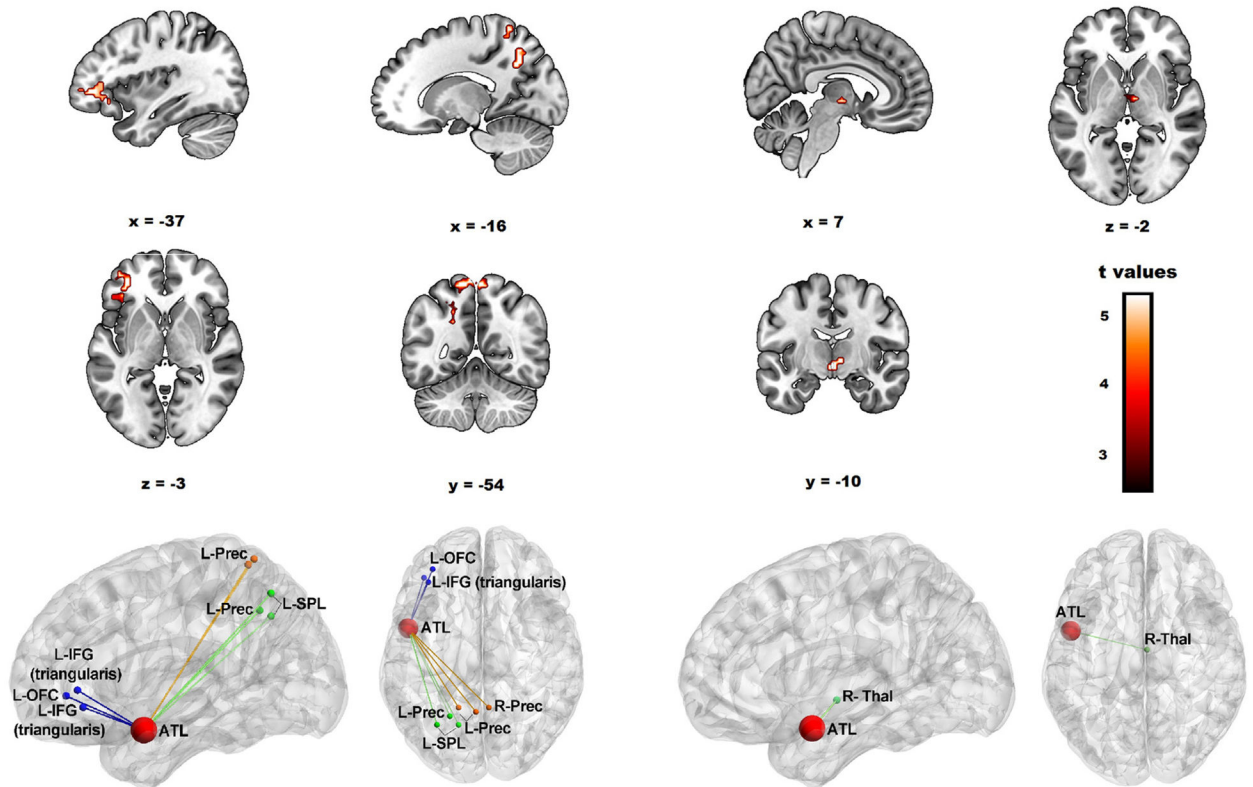 x = -37
x = -16
x = 7
z = -2
t values
5
4
3
z = -3
y = -54
y = -10
L-Prec
L-Prec
L-SPL
L-IFG
(triangularis)
L-OFC
L-IFG
(triangularis)
ATL
L-OFC
L-IFG (triangularis)
ATL
L-Prec
R-Prec
L-Prec
L-SPL
R- Thal
ATL
ATL
R-Thal